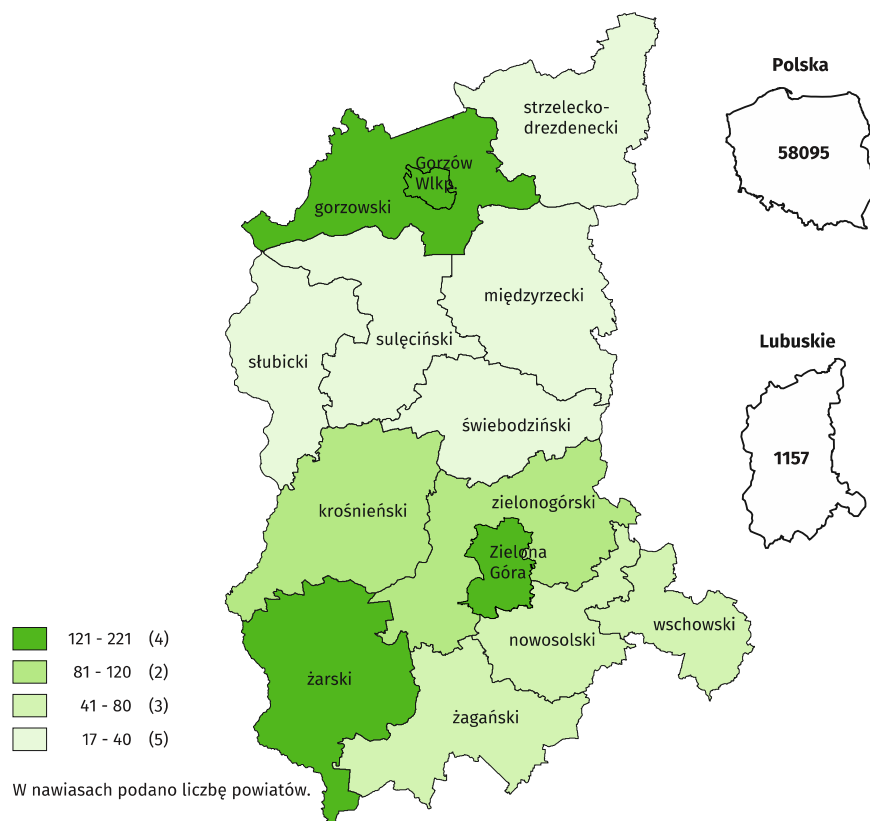 strzelecko-
drezdenecki
Polska
58095
Gorzów
Wlkp.
gorzowski
międzyrzecki
sulęciński
słubicki
Lubuskie
1157
świebodziński
krośnieński
zielonogórski
Zielona
Góra
nowosolski
wschowski
żarski
żagański
121 - 221 (4)
81 - 120 (2)
41 - 80 (3)
17 - 40 (5)
W nawiasach podano liczbę powiatów.